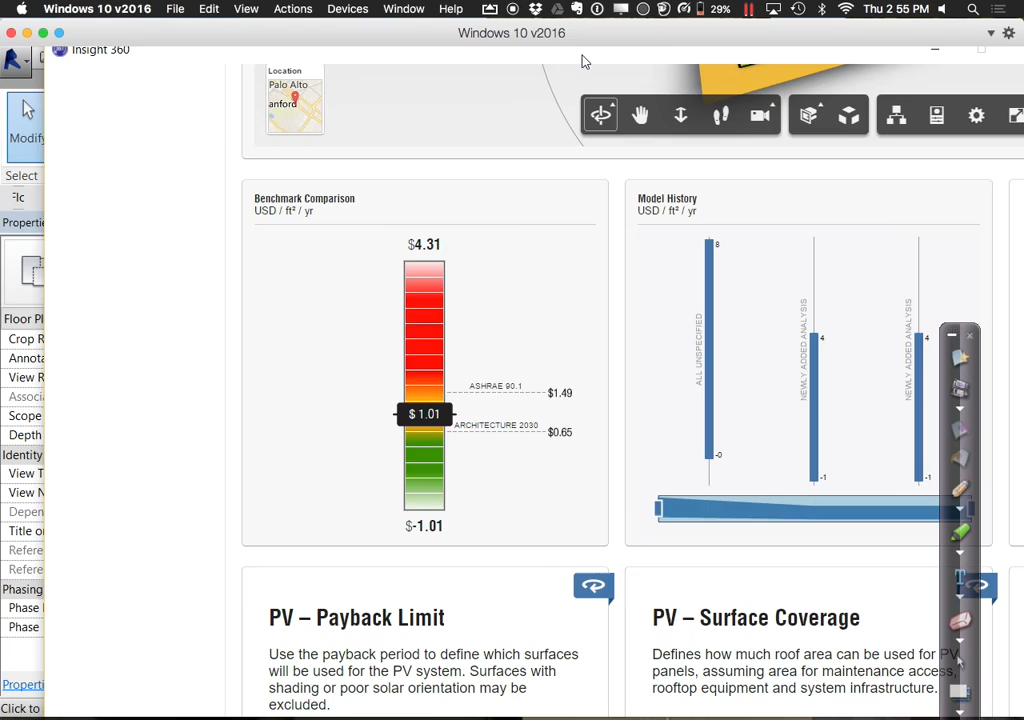 Windows 10 v2016 File Edit View Actions Devices Window Help 29% Thu 2 55 PM
Windows 10 v2016
Insight 360
Location
Palo Alto
anford
Modify
Select
Properti
Floor Pl
Crop R
Annota
View R
Associa
Scope
Depth
Identity
View T
View N
Depen
Title o
Refere
Refere
Phasing
Phase
Phase
Properti
Click to
Benchmark Comparison
USD / ft² / yr
$4.31
ASHRAE 90.1
$1.49
$ 1.01
ARCHITECTURE 2030
$0.65
$-1.01
Model History
USD / ft² / yr
8
ALL UNSPECIFIED
-0
NEWLY ADDED ANALYSIS
4
-1
NEWLY ADDED ANALYSIS
4
-1
PV – Payback Limit
Use the payback period to define which surfaces
will be used for the PV system. Surfaces with
shading or poor solar orientation may be
excluded.
PV – Surface Coverage
Defines how much roof area can be used for PV
panels, assuming area for maintenance access,
rooftop equipment and system infrastructure.